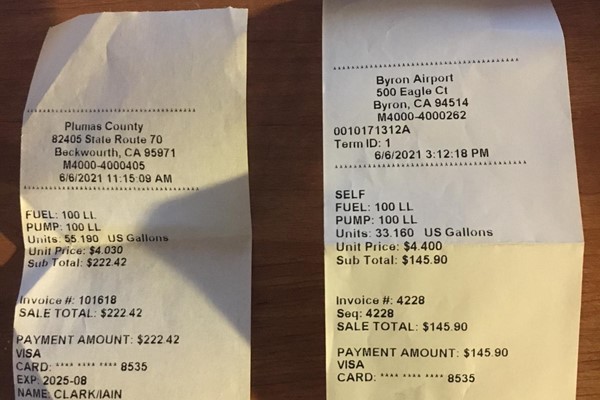 Plumas County
82405 State Route 70
Beckwourth, CA 95971
M4000-4000405
6/6/2021 11:15:09 AM
FUEL: 100 LL
PUMP: 100 LL
Units: 55.190 US Gallons
Unit Price: $4.030
Sub Total: $222.42
Invoice #: 101618
SALE TOTAL: $222.42
PAYMENT AMOUNT: $222.42
VISA
CARD: **** **** **** 8535
EXP: 2025-08
NAME: CLARK/IAIN
Byron Airport
500 Eagle Ct
Byron, CA 94514
M4000-4000262
0010171312A
Term ID: 1
6/6/2021 3:12:18 PM
SELF
FUEL: 100 LL
PUMP: 100 LL
Units: 33.160 US Gallons
Unit Price: $4.400
Sub Total: $145.90
Invoice #: 4228
Seq: 4228
SALE TOTAL: $145.90
PAYMENT AMOUNT: $145.90
VISA
CARD: **** **** **** 8535